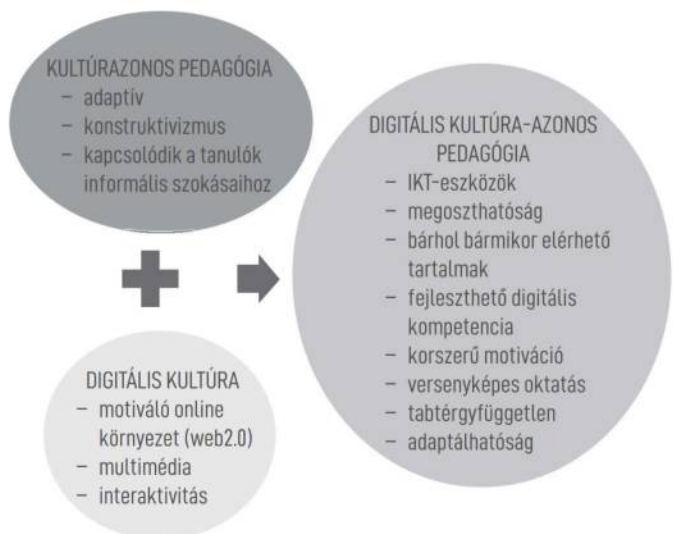 KULTÚRAZONOS PEDAGÓGIA
– adaptív
– konstruktivizmus
– kapcsolódik a tanulók
informális szokásaihoz
DIGITÁLIS KULTÚRA
– motiváló online
környezet (web2.0)
– multimédia
– interaktivitás
DIGITÁLIS KULTÚRA-AZONOS
PEDAGÓGIA
– IKT-eszközök
– megoszthatóság
– bárhol bármikor elérhető
tartalmak
– fejleszthető digitális
kompetencia
– korszerű motiváció
– versenyképes oktatás
– tabtérgyfüggetlen
– adaptálhatóság